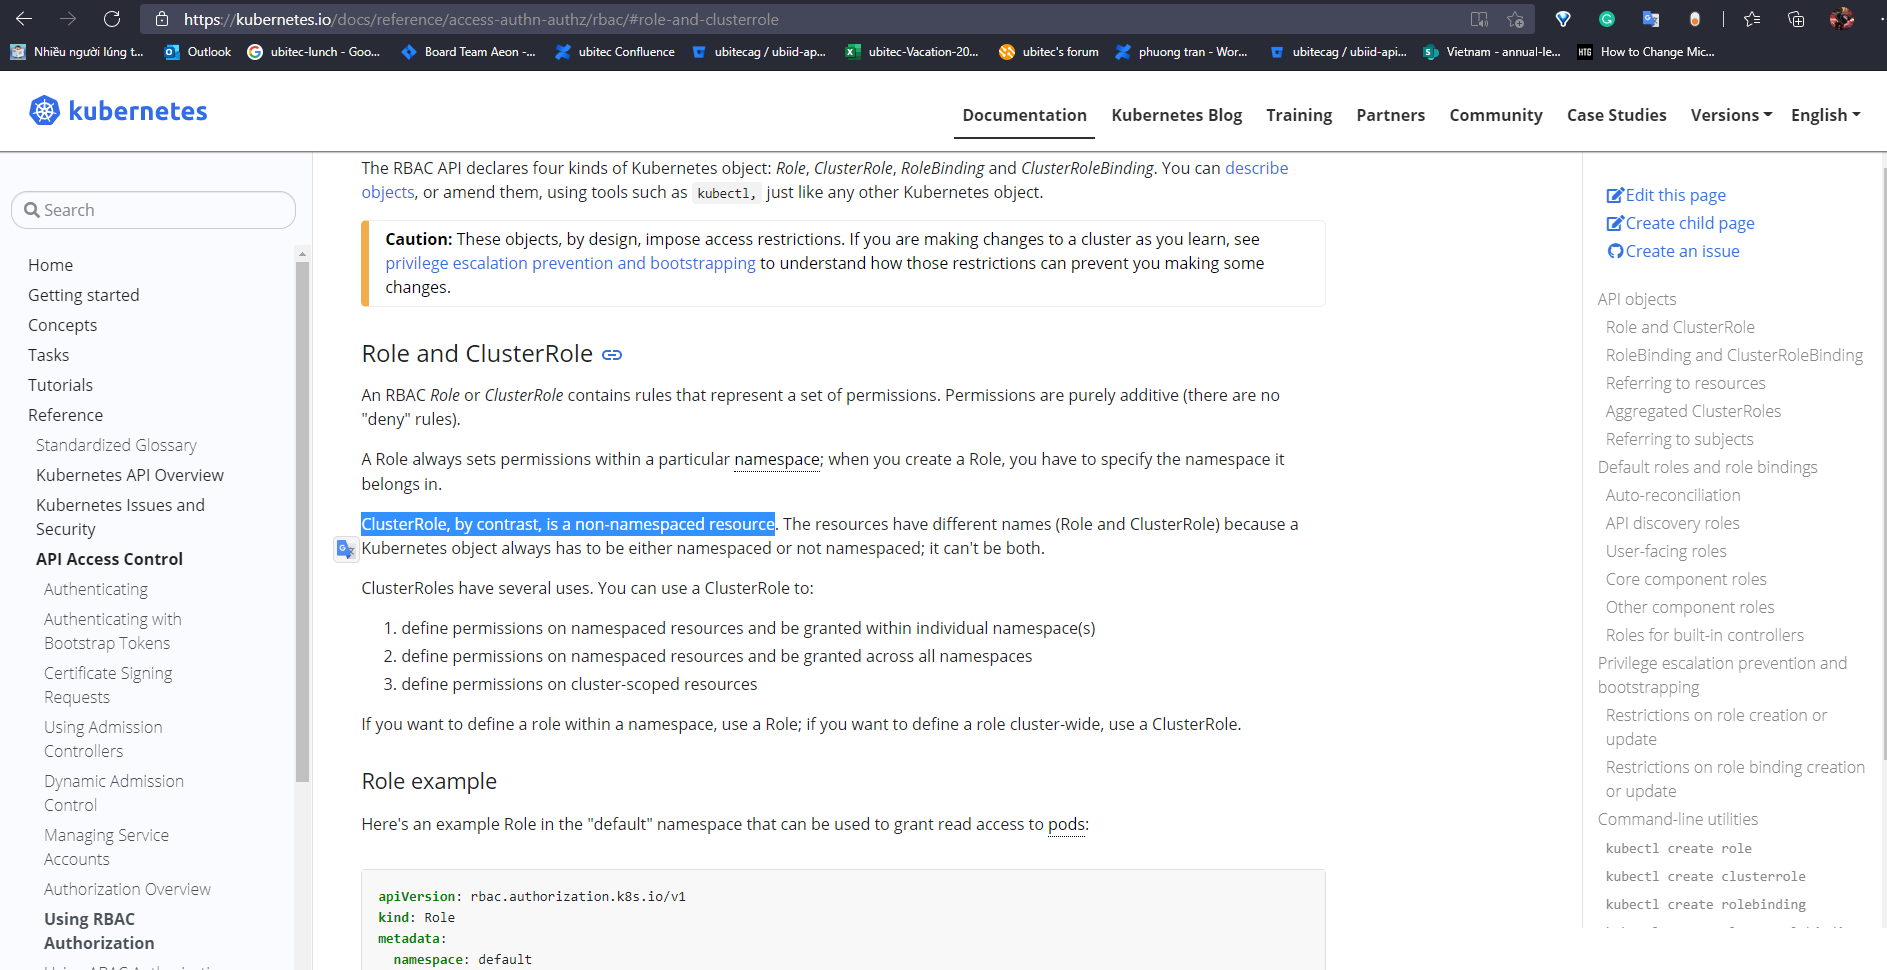 https://kubernetes.io/docs/reference/access-authn-authz/rbac/#role-and-clusterrole
Nhiều người lúng t...
Outlook
ubitec-lunch - Goo...
Board Team Aeon -...
ubitec Confluence
ubitecag / ubiid-ap...
ubitec-Vacation-20...
ubitec's forum
phuong tran - Wor...
ubitecag / ubiid-api...
Vietnam - annual-le...
HTG
How to Change Mic...
kubernetes
Documentation
Kubernetes Blog
Training
Partners
Community
Case Studies
Versions
English
Search
Home
Getting started
Concepts
Tasks
Tutorials
Reference
Standardized Glossary
Kubernetes API Overview
Kubernetes Issues and
Security
API Access Control
Authenticating
Authenticating with
Bootstrap Tokens
Certificate Signing
Requests
Using Admission
Controllers
Dynamic Admission
Control
Managing Service
Accounts
Authorization Overview
Using RBAC
Authorization
The RBAC API declares four kinds of Kubernetes object: Role, ClusterRole, RoleBinding and ClusterRoleBinding. You can describe
objects, or amend them, using tools such as kubectl, just like any other Kubernetes object.
Caution: These objects, by design, impose access restrictions. If you are making changes to a cluster as you learn, see
privilege escalation prevention and bootstrapping to understand how those restrictions can prevent you making some
changes.
Role and ClusterRole
An RBAC Role or ClusterRole contains rules that represent a set of permissions. Permissions are purely additive (there are no
"deny" rules).
A Role always sets permissions within a particular namespace; when you create a Role, you have to specify the namespace it
belongs in.
ClusterRole, by contrast, is a non-namespaced resource. The resources have different names (Role and ClusterRole) because a
Kubernetes object always has to be either namespaced or not namespaced; it can't be both.
ClusterRoles have several uses. You can use a ClusterRole to:
1. define permissions on namespaced resources and be granted within individual namespace(s)
2. define permissions on namespaced resources and be granted across all namespaces
3. define permissions on cluster-scoped resources
If you want to define a role within a namespace, use a Role; if you want to define a role cluster-wide, use a ClusterRole.
Role example
Here's an example Role in the "default" namespace that can be used to grant read access to pods:
apiVersion: rbac.authorization.k8s.io/v1
kind: Role
metadata:
namespace: default
Edit this page
Create child page
Create an issue
API objects
Role and ClusterRole
RoleBinding and ClusterRoleBinding
Referring to resources
Aggregated ClusterRoles
Referring to subjects
Default roles and role bindings
Auto-reconciliation
API discovery roles
User-facing roles
Core component roles
Other component roles
Roles for built-in controllers
Privilege escalation prevention and
bootstrapping
Restrictions on role creation or
update
Restrictions on role binding creation
or update
Command-line utilities
kubectl create role
kubectl create clusterrole
kubectl create rolebinding